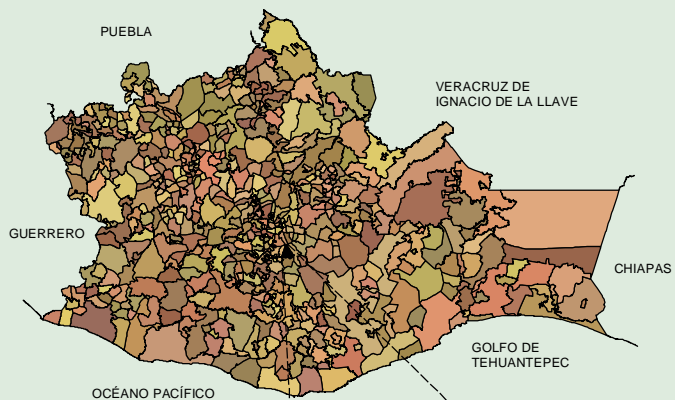 PUEBLA
VERACRUZ DE
IGNACIO DE LA LLAVE
GUERRERO
CHIAPAS
GOLFO DE
TEHUANTEPEC
OCÉANO PACÍFICO